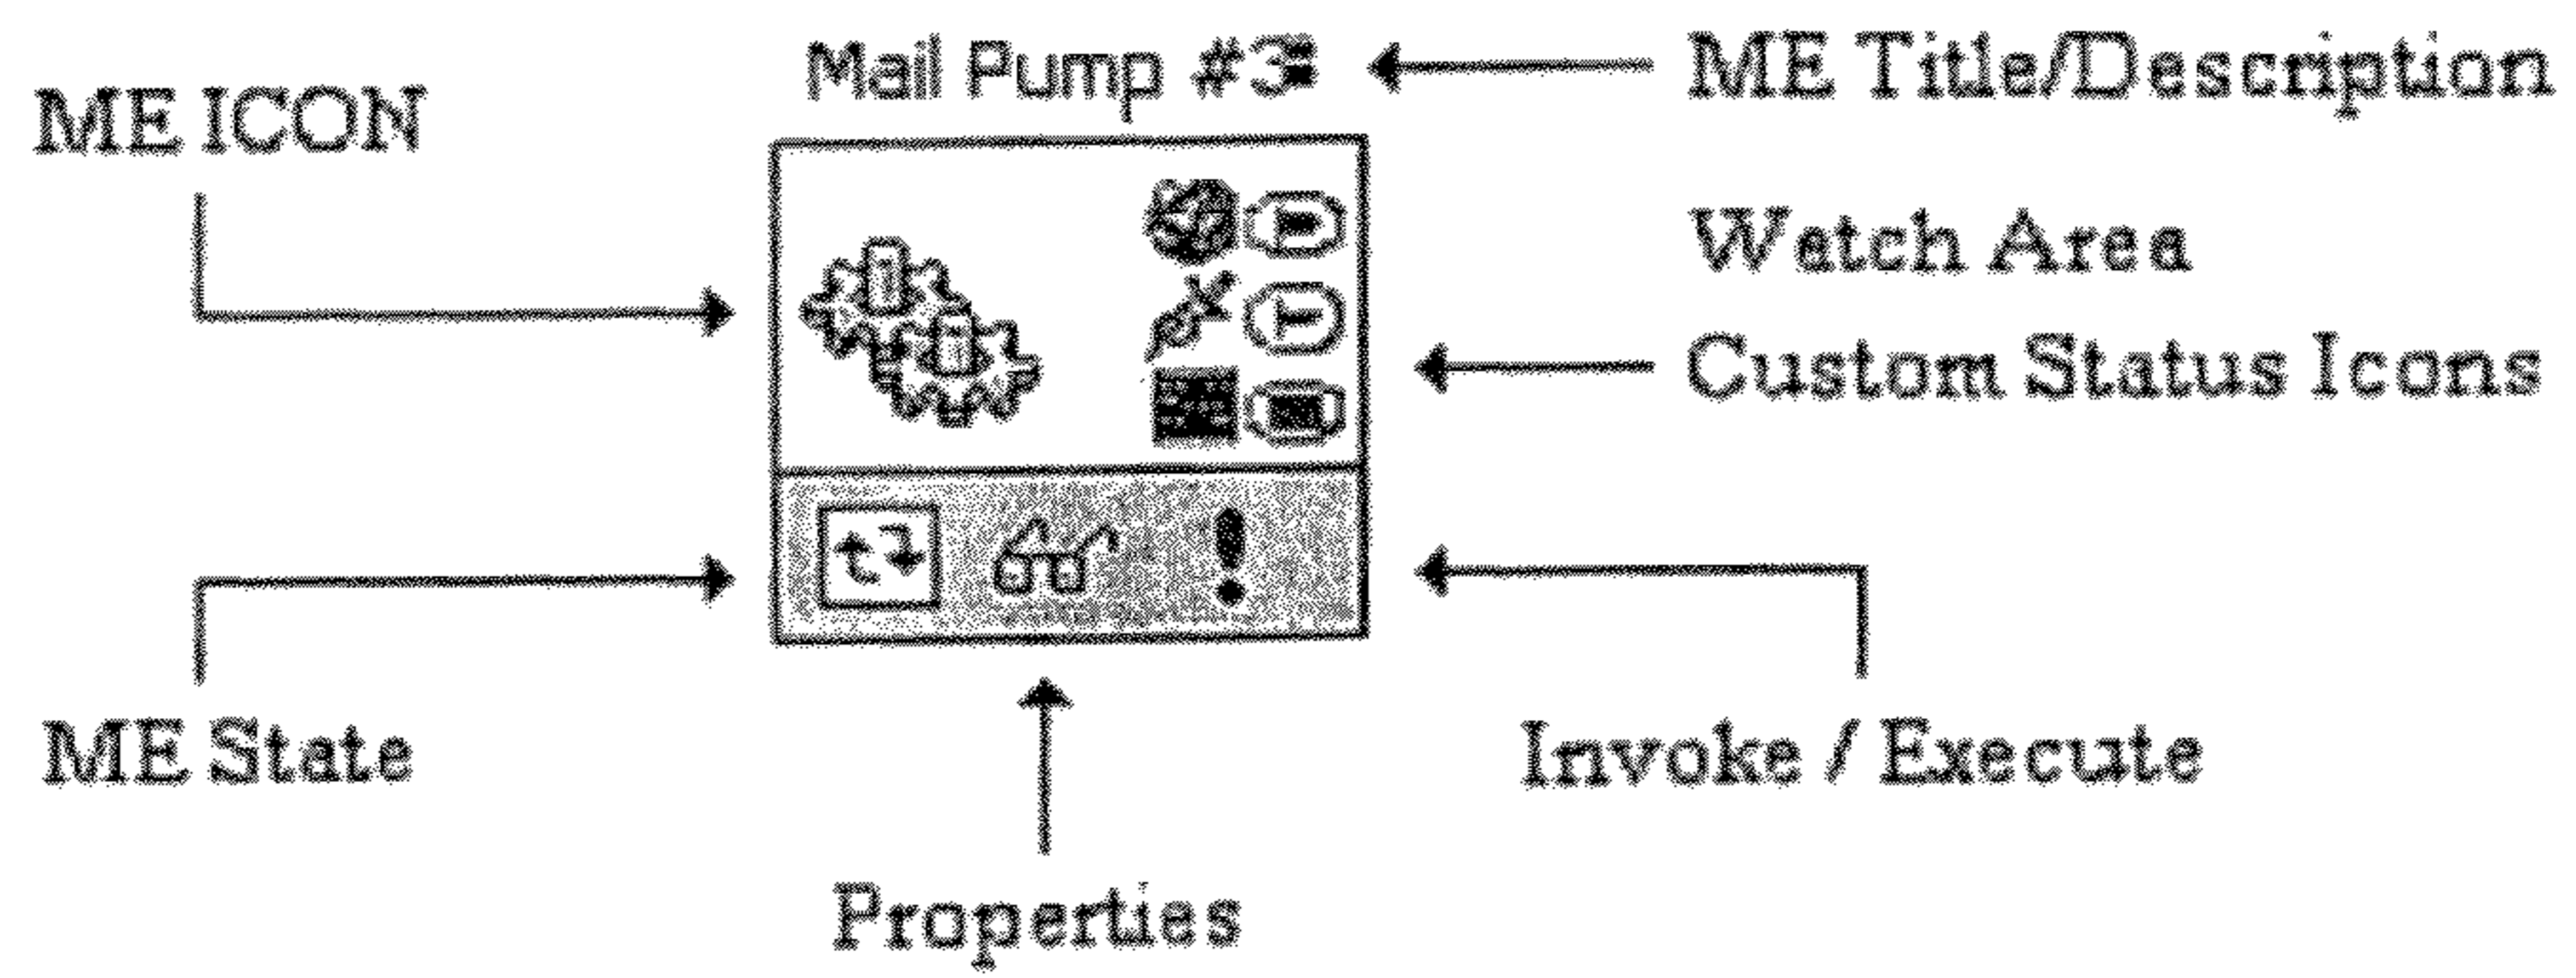 Mail Pump #3
ME Title/Description
ME ICON
Watch Area
Custom Status Icons
ME State
Invoke / Execute
Properties